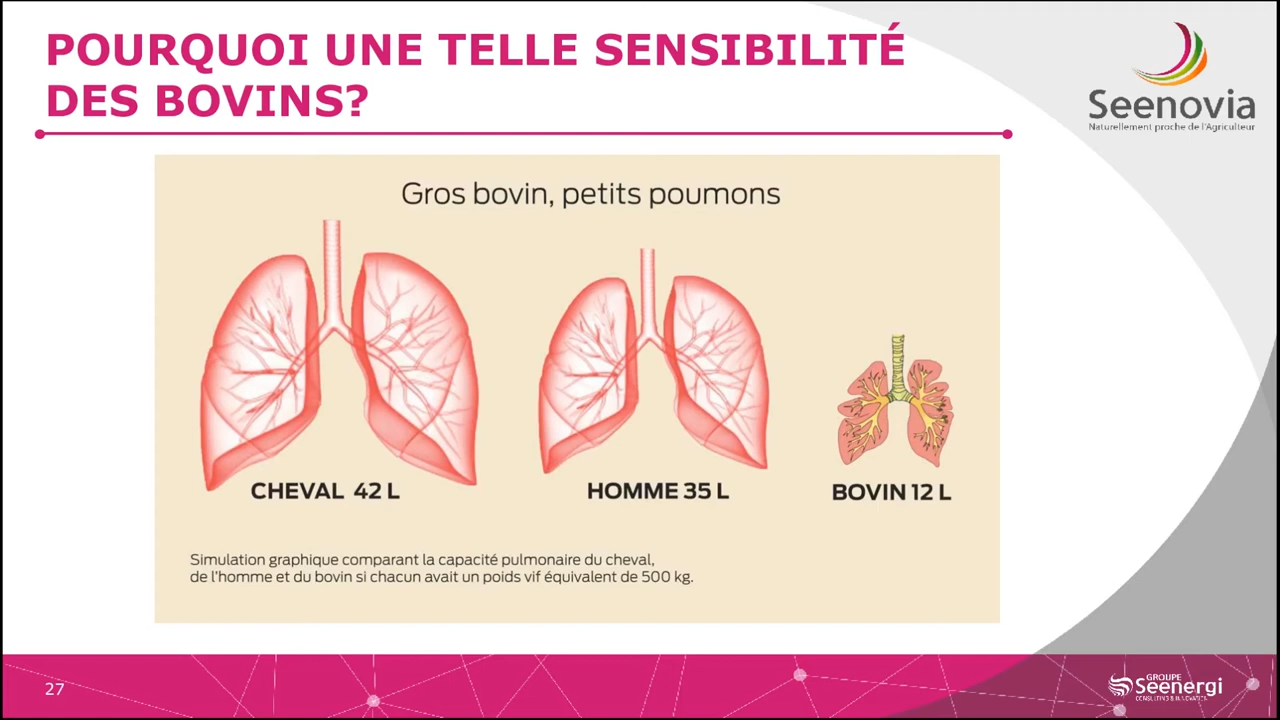 POURQUOI UNE TELLE SENSIBILITÉ
DES BOVINS?
Seenovia
Naturellement proche de l'Agriculteur
Gros bovin, petits poumons
CHEVAL 42 L
HOMME 35 L
BOVIN 12 L
Simulation graphique comparant la capacité pulmonaire du cheval,
de l'homme et du bovin si chacun avait un poids vif équivalent de 500 kg.
27
GROUPE
Seenergi
CONSULTING & INNOVATION